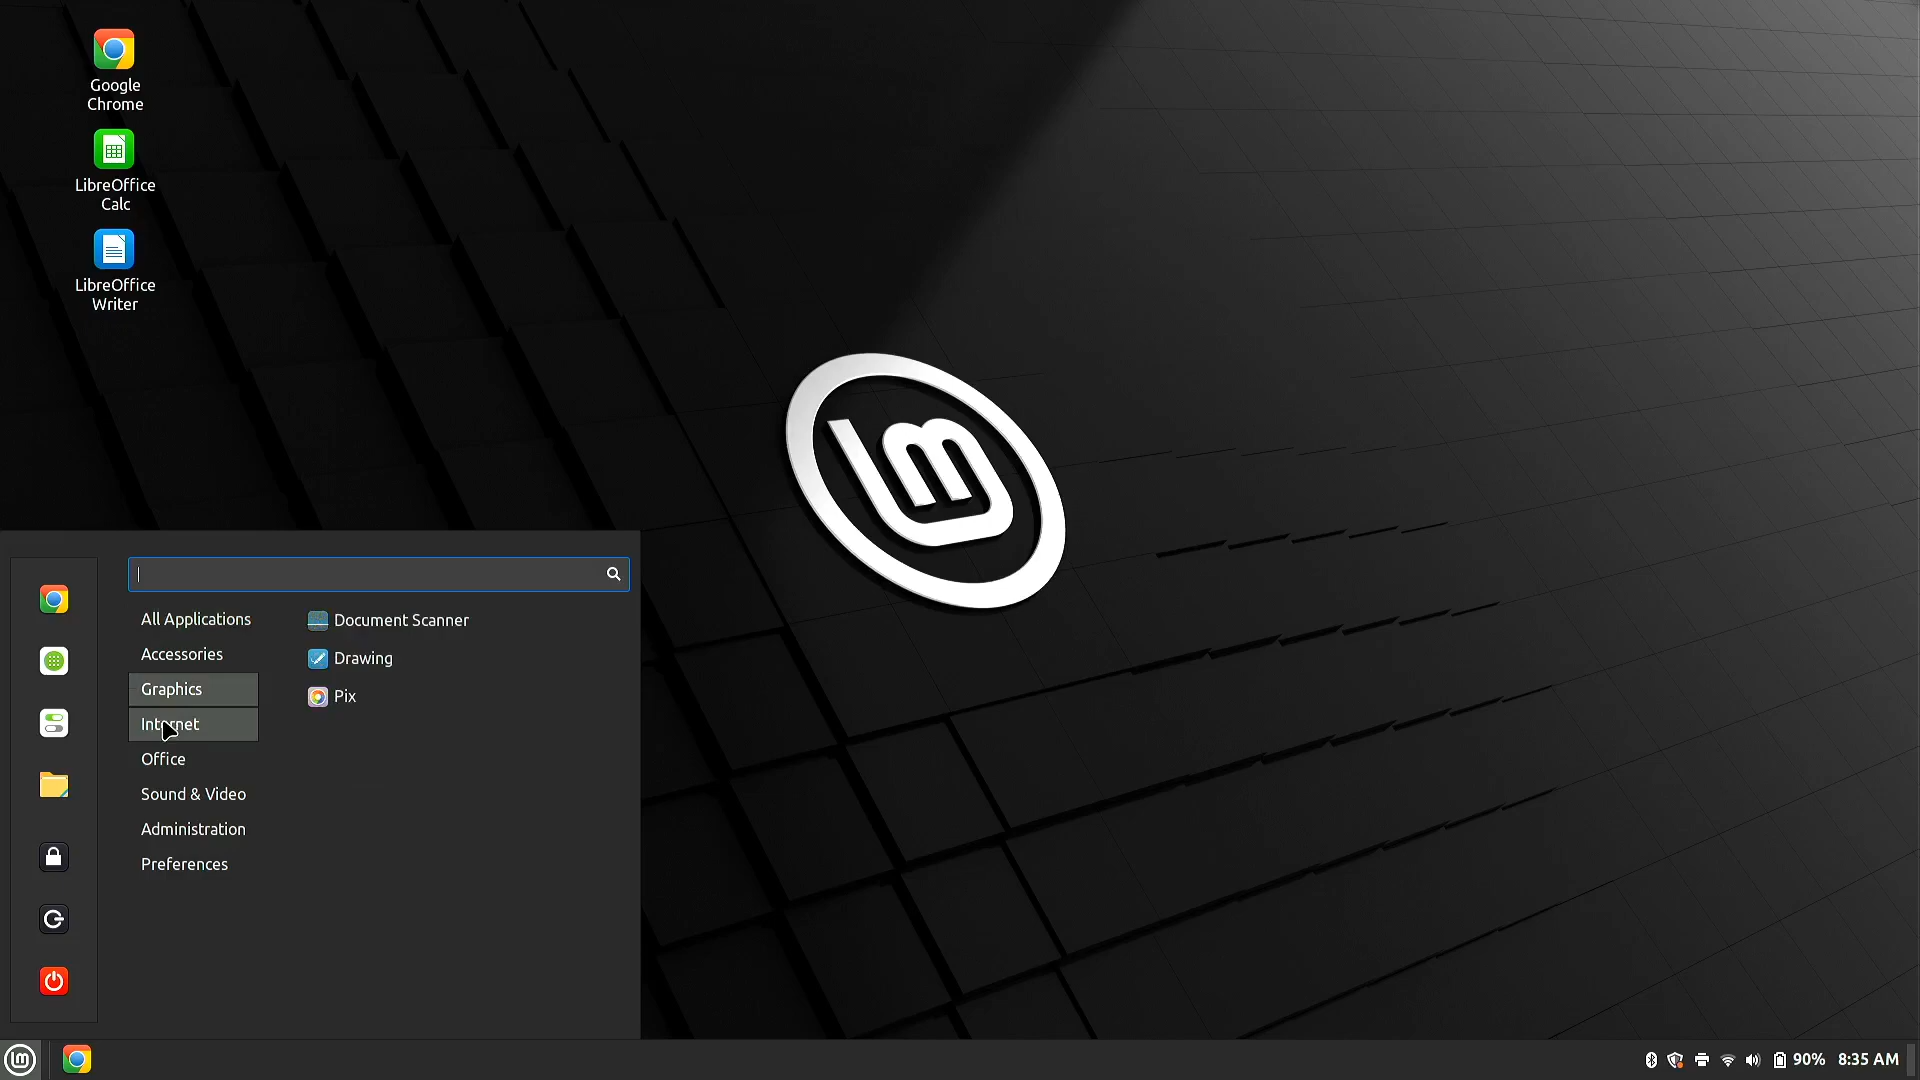 Google
Chrome
LibreOffice
Calc
LibreOffice
Writer
All Applications
Accessories
Graphics
Internet
Office
Sound & Video
Administration
Preferences
Document Scanner
Drawing
Pix
90%
8:35 AM